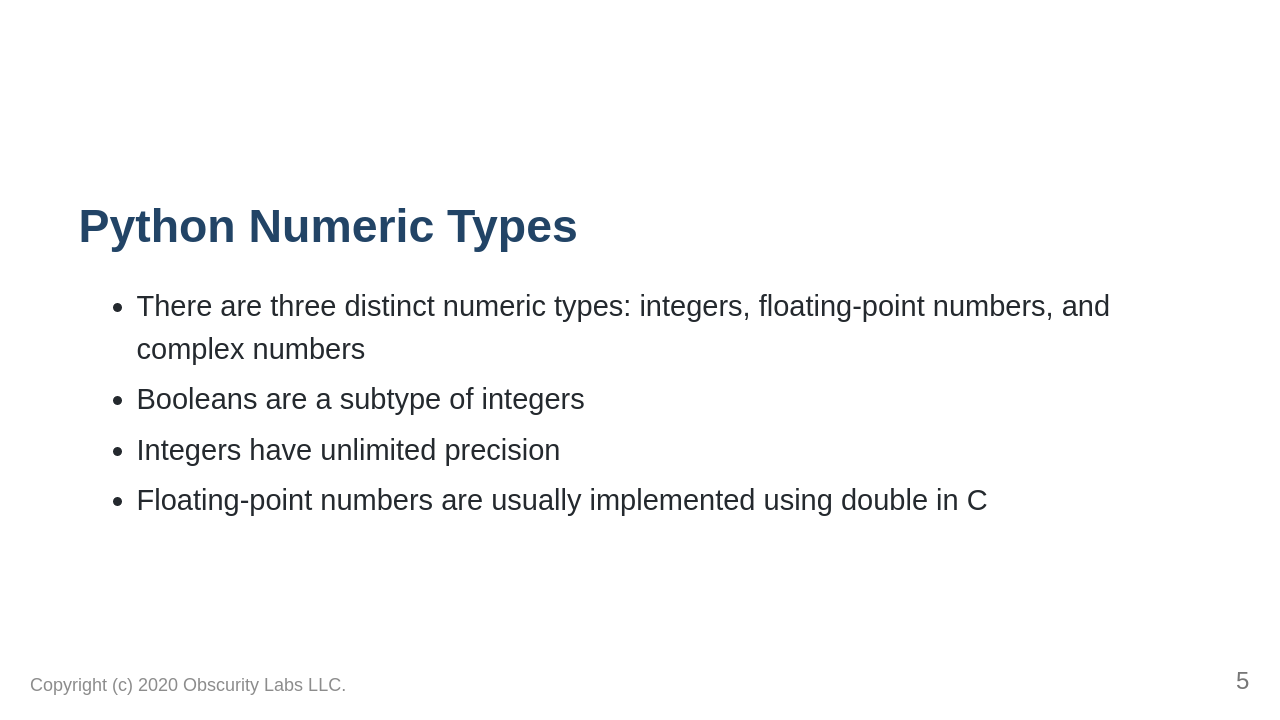 Python Numeric Types
• There are three distinct numeric types: integers, floating-point numbers, and
complex numbers
• Booleans are a subtype of integers
• Integers have unlimited precision
• Floating-point numbers are usually implemented using double in C
Copyright (c) 2020 Obscurity Labs LLC.
5